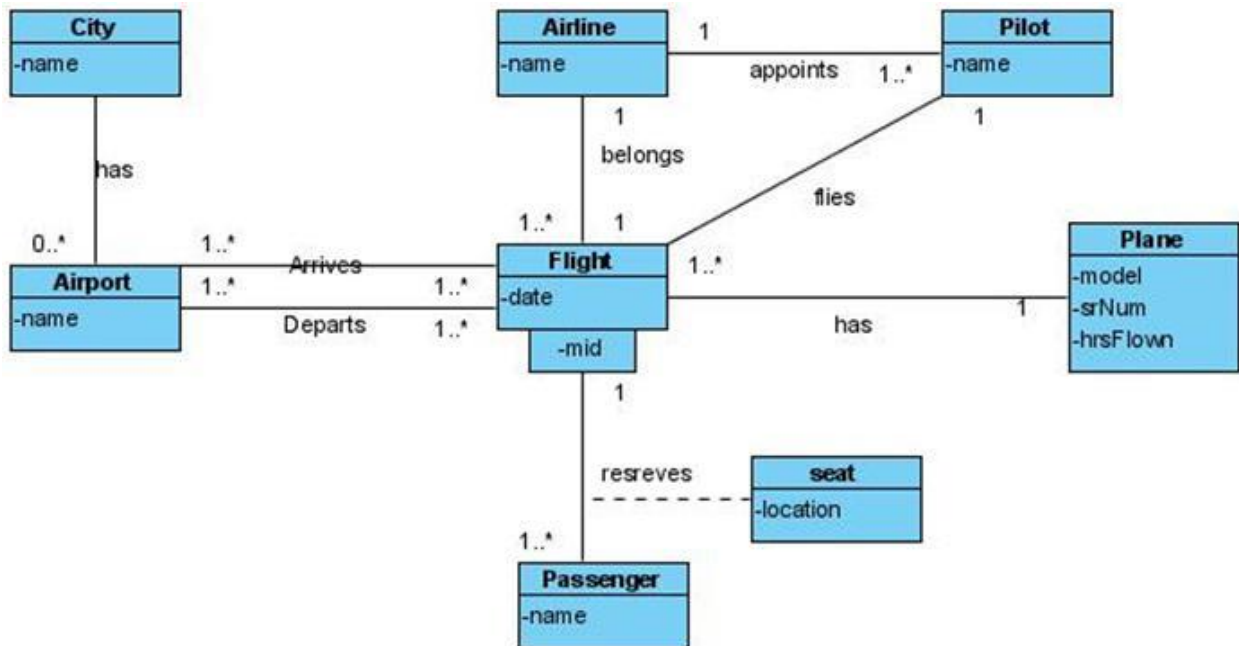 City
-name
Airline
-name
1
appoints
1..*
Pilot
-name
has
1
belongs
1
flies
0..*
1..*
Arrives
1..*
1
1..*
Airport
-name
1..*
Departs
1..*
1..*
Flight
-date
-mid
has
1
Plane
-model
-srNum
-hrsFlown
1
resreves
seat
-location
1..*
Passenger
-name